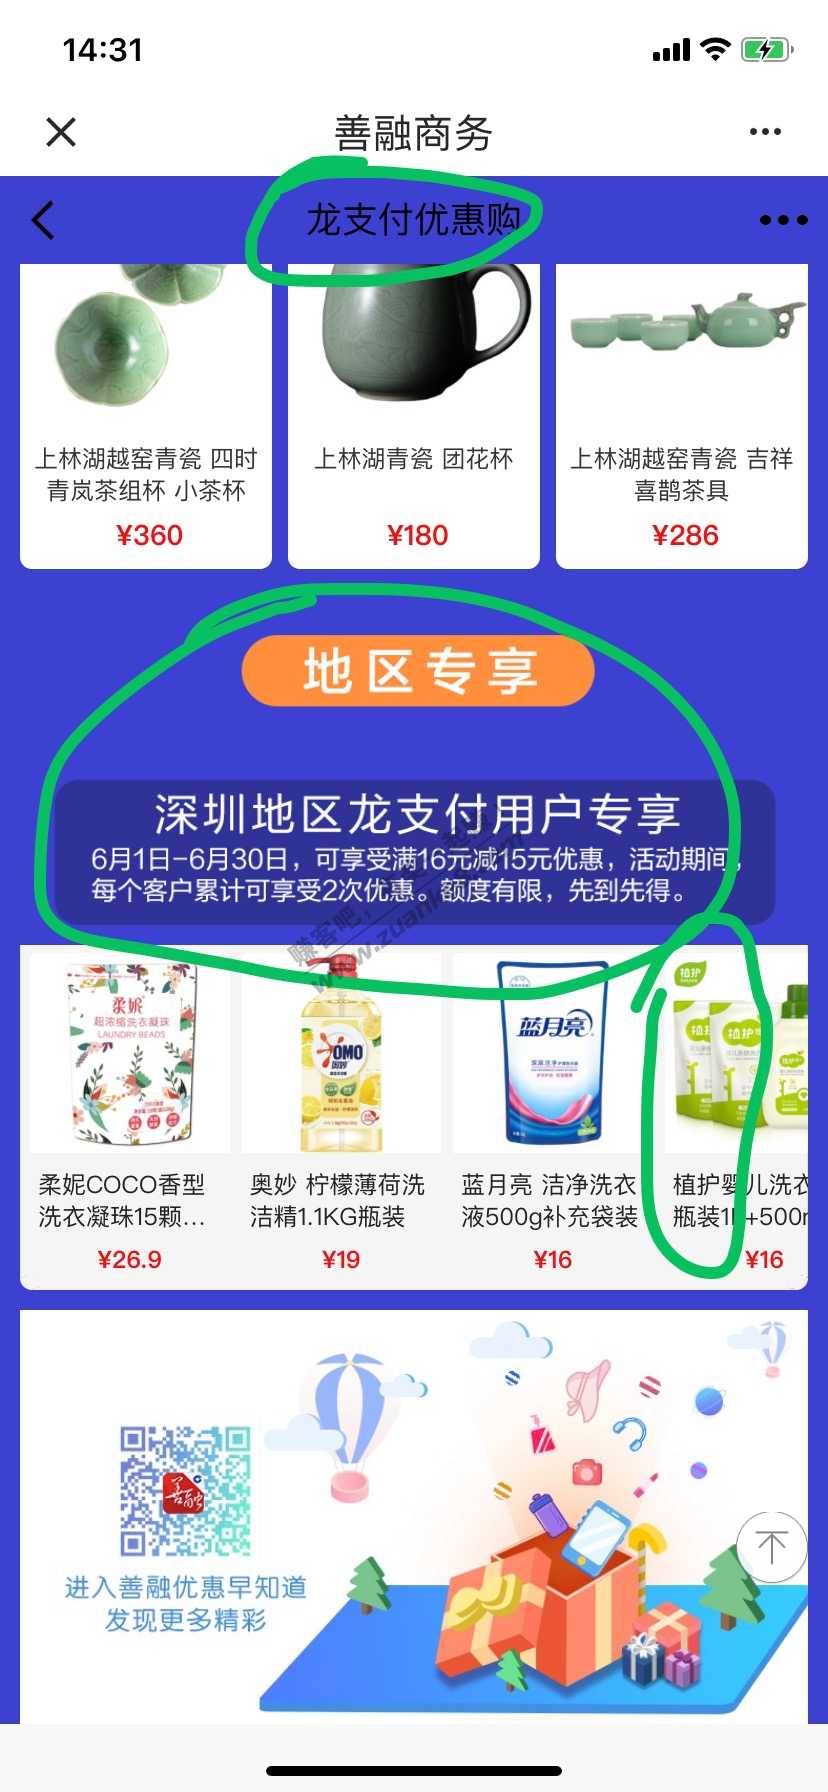 14:31
善融商务
龙支付优惠购
上林湖越窑青瓷 四时
青岚茶组杯 小茶杯
¥360
上林湖青瓷 团花杯
¥180
上林湖越窑青瓷 吉祥
喜鹊茶具
¥286
地区专享
深圳地区龙支付用户专享
6月1日-6月30日，可享受满16元减15元优惠，活动期间，
每个客户累计可享受2次优惠。额度有限，先到先得。
柔妮
超浓缩洗衣凝珠
LAUNDRY BEADS
OMO
奥妙
蓝月亮
植护
植护
柔妮COCO香型
洗衣凝珠15颗...
¥26.9
奥妙 柠檬薄荷洗
洁精1.1KG瓶装
¥19
蓝月亮 洁净洗衣
液500g补充袋装
¥16
植护婴儿洗衣
¥16
善融
进入善融优惠早知道
发现更多精彩